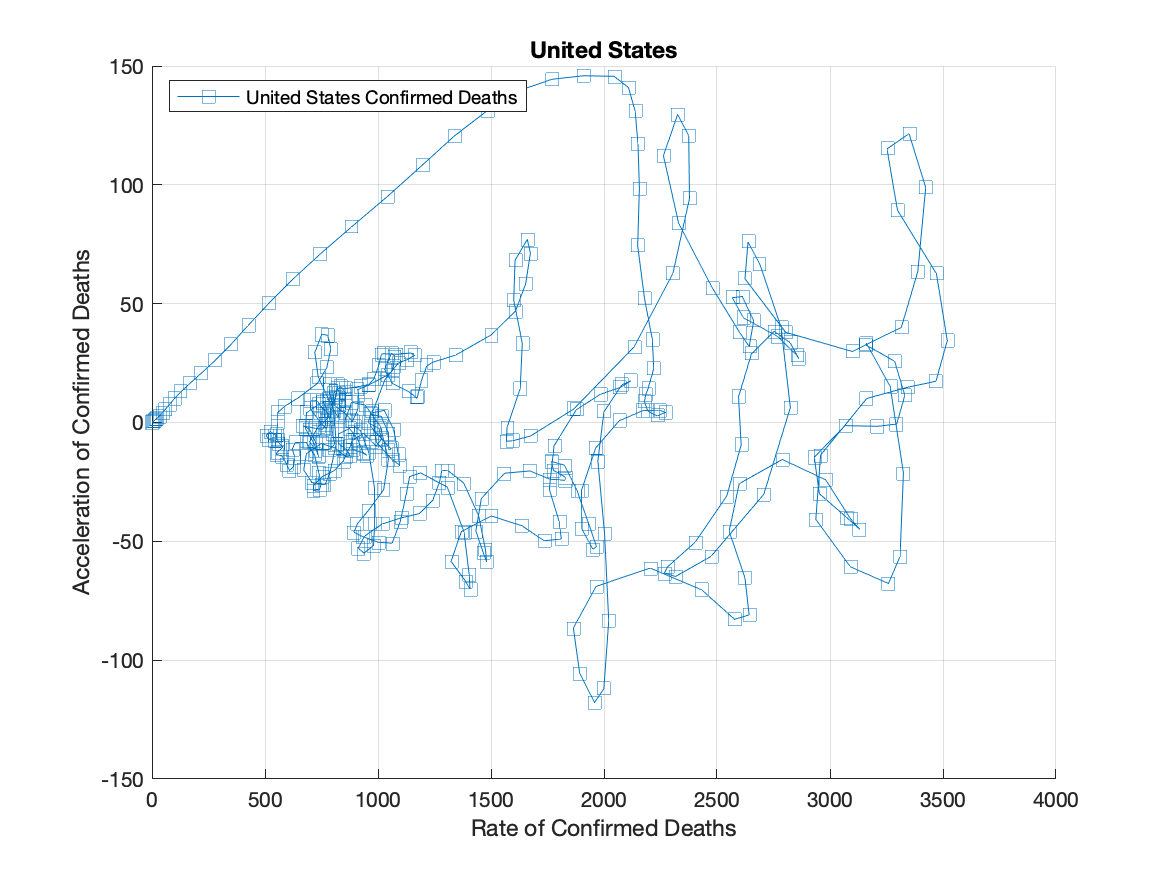 United States
United States Confirmed Deaths
150
100
50
0
-50
-100
-150
Acceleration of Confirmed Deaths
0 500 1000 1500 2000 2500 3000 3500 4000
Rate of Confirmed Deaths